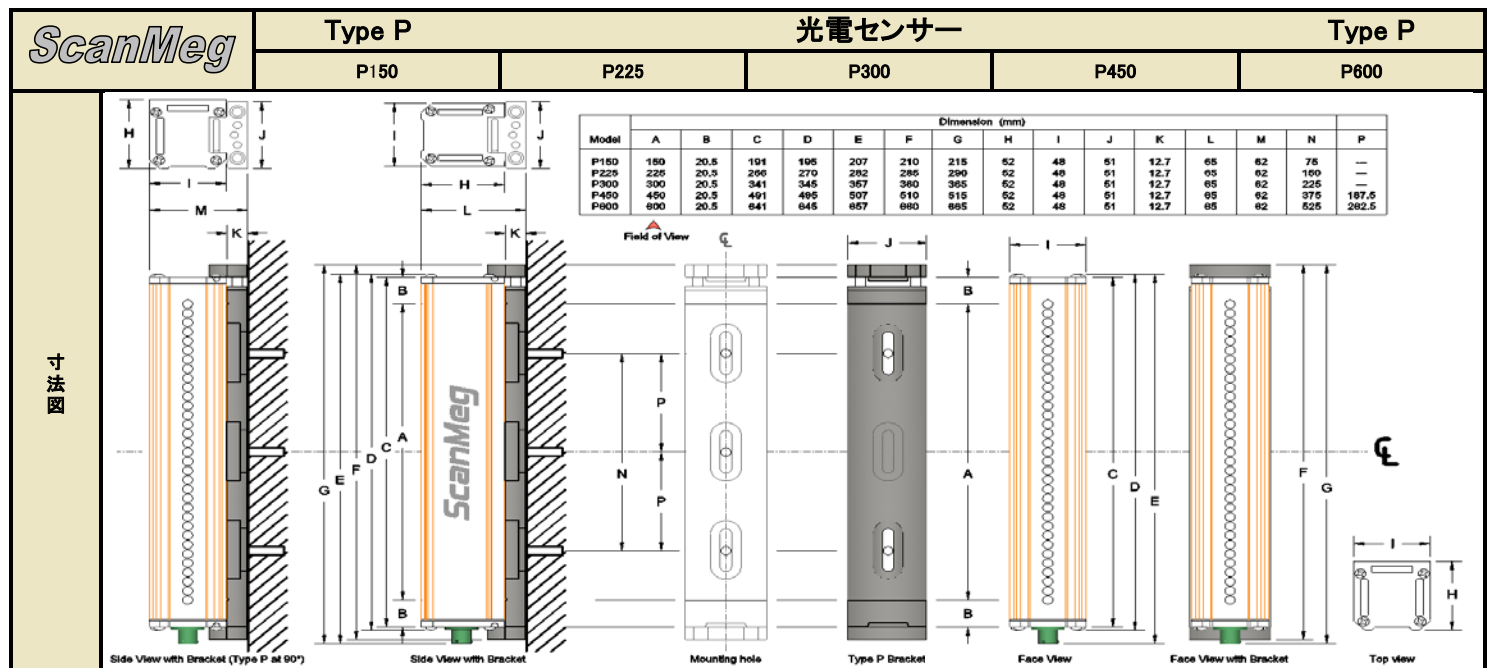 ScanMeg
Type P 光電センサー Type P
P150 P225 P300 P450 P600
寸法図
Dimension (mm)
Model A B C D E F G H I J K L M N P
P150 150 20.5 191 195 207 210 215 52 48 51 12.7 65 62 75 —
P225 225 20.5 266 270 282 285 290 52 48 51 12.7 65 62 150 —
P300 300 20.5 341 345 357 360 365 52 48 51 12.7 65 62 225 —
P450 450 20.5 491 495 507 510 515 52 48 51 12.7 65 62 375 187.5
P600 600 20.5 641 645 657 660 665 52 48 51 12.7 65 62 525 262.5
H J I J
I H
M L
K K
Field of View
C L
J I
B B B
P
A A
N
C D E F G
C D E F G
C L
P
B B
I
H
ScanMeg
Side View with Bracket (Type P at 90°)
Side View with Bracket
Mounting hole
Type P Bracket
Face View
Face View with Bracket
Top view